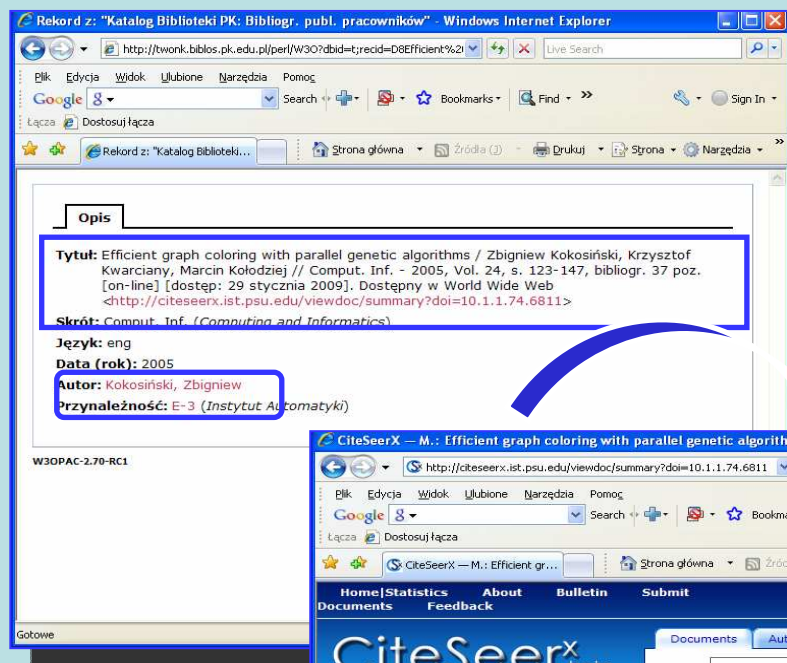 Rekord z: "Katalog Biblioteki PK: Bibliogr. publ. pracowników" - Windows Internet Explorer
http://twonk.biblos.pk.edu.pl/perl/W3O?dbid=t;recid=D8Efficient%2
Live Search
Plik Edycja Widok Ulubione Narzędzia Pomoc
Google Search Bookmarks Find » Sign In
Łącza Dostosuj łącza
Rekord z: "Katalog Biblioteki... Strona główna Źródła (J) Drukuj Strona Narzędzia »
Opis
Tytuł: Efficient graph coloring with parallel genetic algorithms / Zbigniew Kokosiński, Krzysztof
Kwarciany, Marcin Kołodziej // Comput. Inf. - 2005, Vol. 24, s. 123-147, bibliogr. 37 poz.
[on-line] [dostęp: 29 stycznia 2009]. Dostępny w World Wide Web
<http://citeseerx.ist.psu.edu/viewdoc/summary?doi=10.1.1.74.6811>
Skrót: Comput. Inf. (Computing and Informatics)
Język: eng
Data (rok): 2005
Autor: Kokosiński, Zbigniew
Przynależność: E-3 (Instytut Automatyki)
W3OPAC-2.70-RC1
Gotowe
CiteSeerX — M.: Efficient graph coloring with parallel genetic algorith
http://citeseerx.ist.psu.edu/viewdoc/summary?doi=10.1.1.74.6811
Plik Edycja Widok Ulubione Narzędzia Pomoc
Google Search Bookma
Łącza Dostosuj łącza
CiteSeerX — M.: Efficient gr... Strona główna Źród
Home|Statistics About Bulletin Submit
Documents Feedback
CiteSeerx
Documents Aut